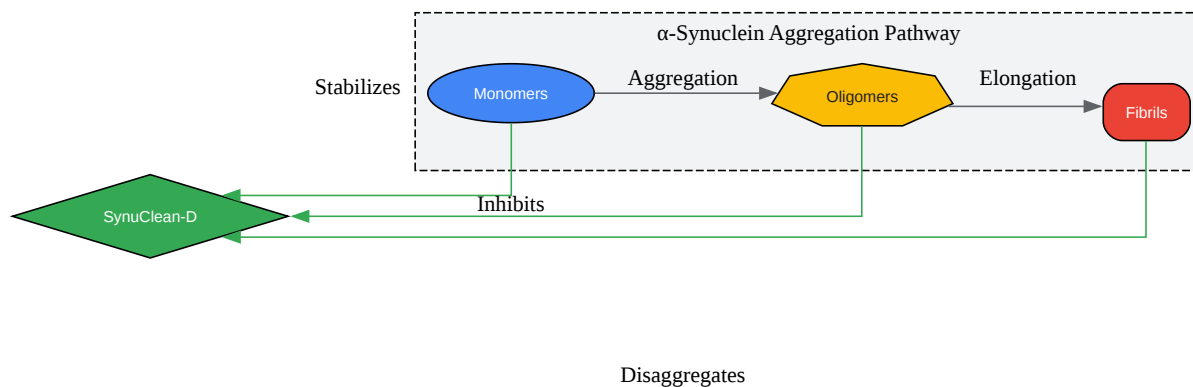 α-Synuclein Aggregation Pathway
Stabilizes
Monomers
Aggregation
Oligomers
Elongation
Fibrils
SynuClean-D
Inhibits
Disaggregates